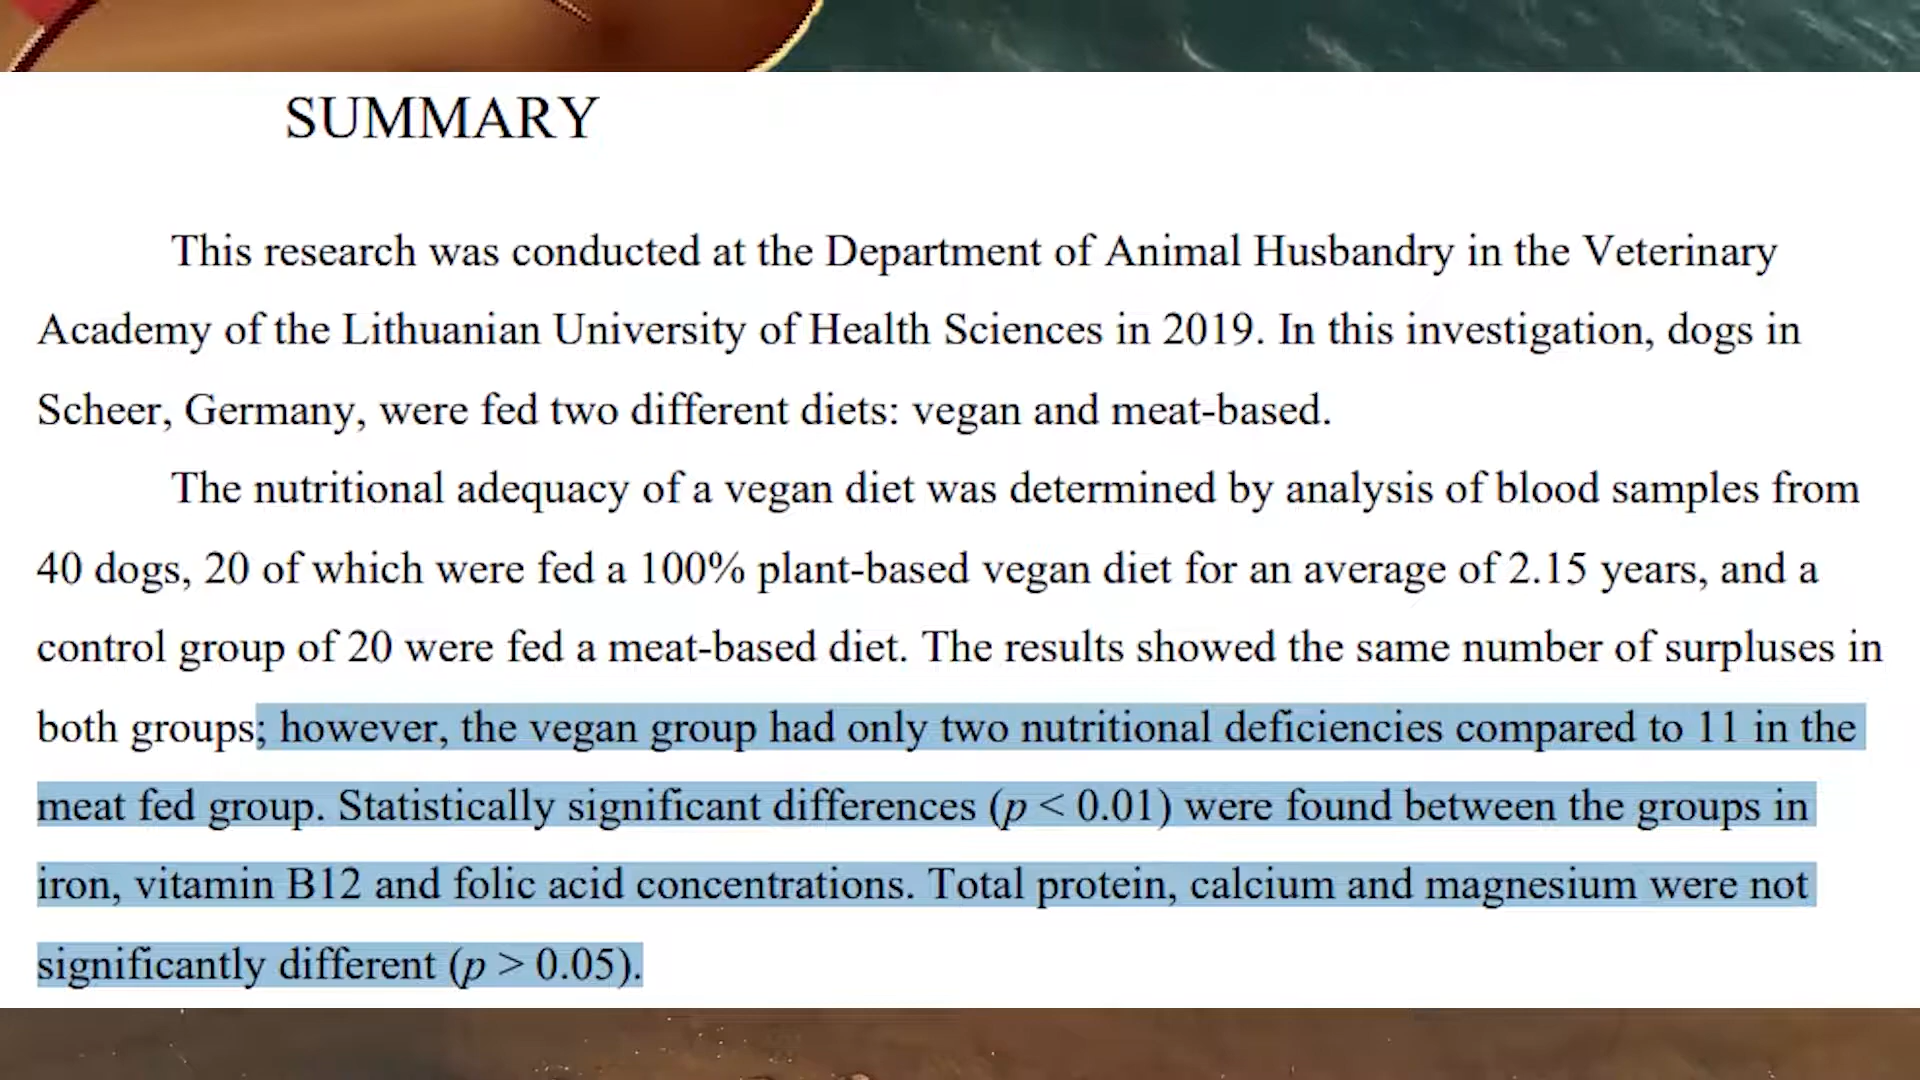 SUMMARY
This research was conducted at the Department of Animal Husbandry in the Veterinary
Academy of the Lithuanian University of Health Sciences in 2019. In this investigation, dogs in
Scheer, Germany, were fed two different diets: vegan and meat-based.
The nutritional adequacy of a vegan diet was determined by analysis of blood samples from
40 dogs, 20 of which were fed a 100% plant-based vegan diet for an average of 2.15 years, and a
control group of 20 were fed a meat-based diet. The results showed the same number of surpluses in
both groups; however, the vegan group had only two nutritional deficiencies compared to 11 in the
meat fed group. Statistically significant differences (p < 0.01) were found between the groups in
iron, vitamin B12 and folic acid concentrations. Total protein, calcium and magnesium were not
significantly different (p > 0.05).